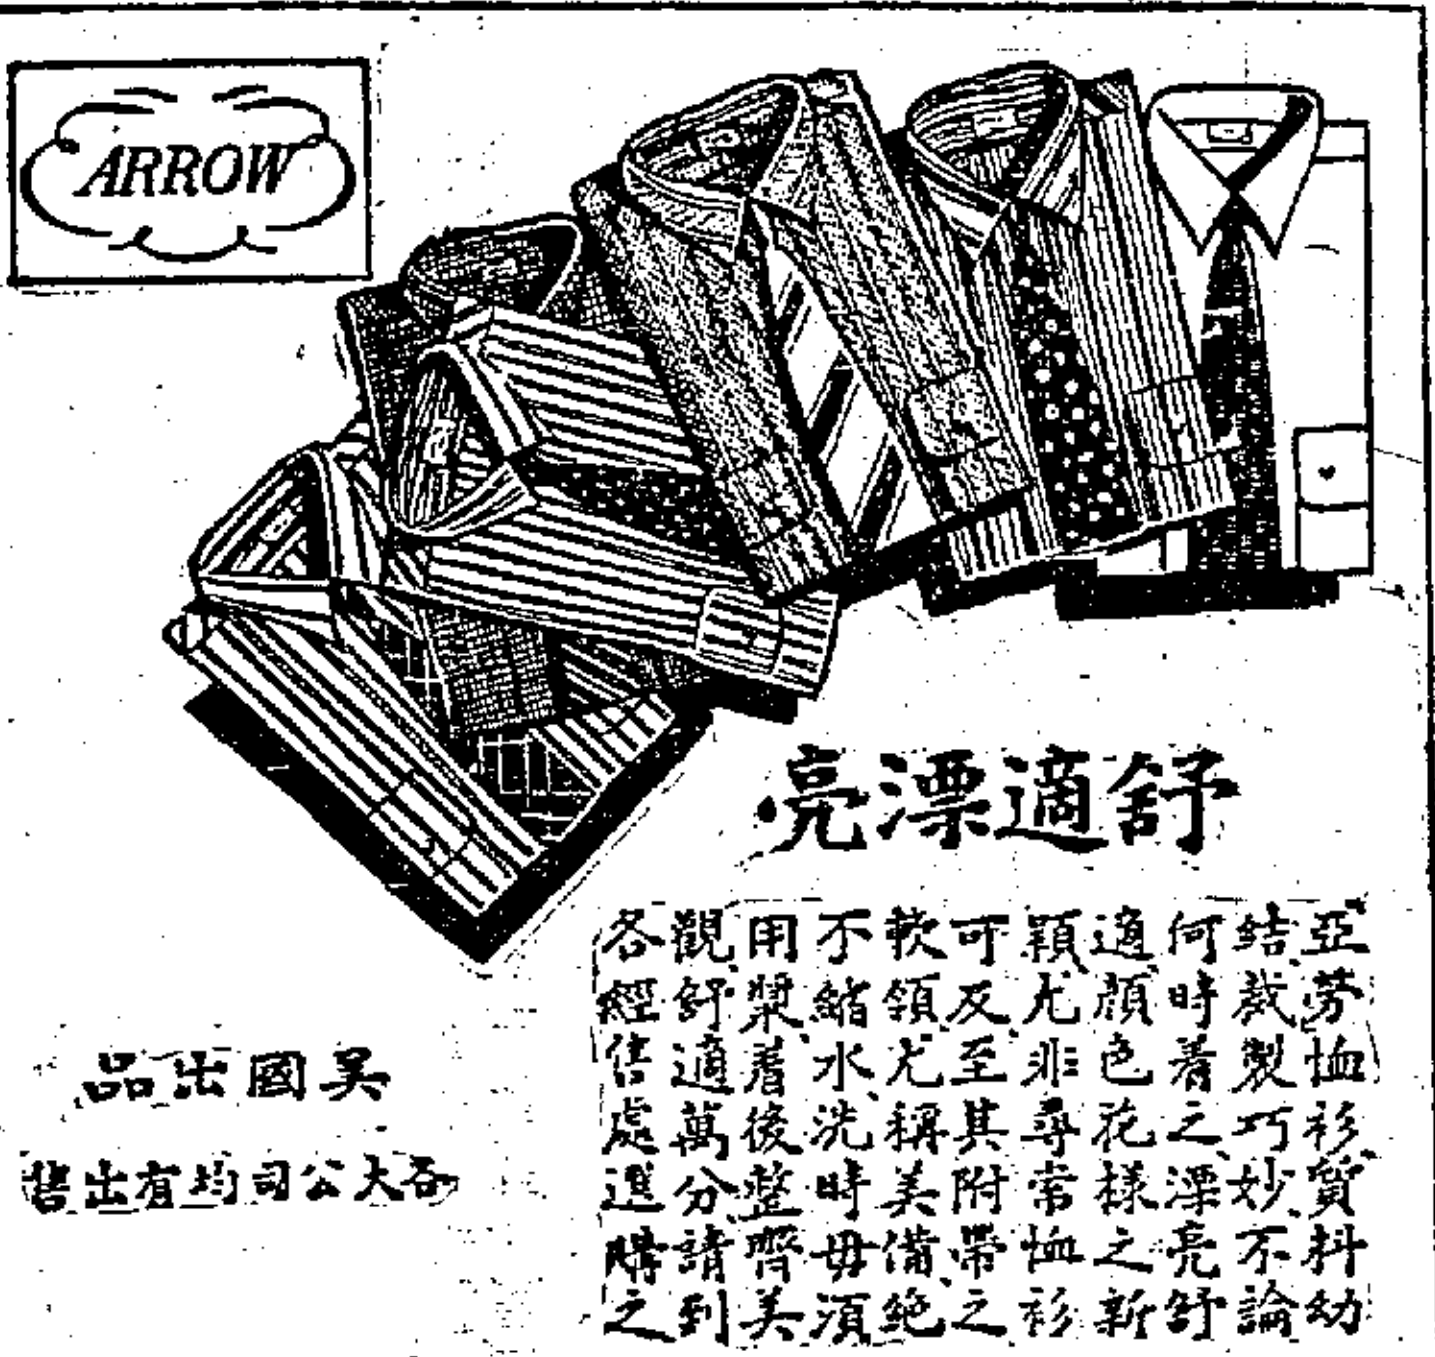 ARROW
舒適漂亮
亞勞恤衫、質料幼
結、裁製巧妙、不論
何時着之、漂亮舒
適、顏色花樣之新
穎、尤非尋常恤衫
可及、至其附帶之
軟領、尤稱美備、絕
不縮水、洗時毋須
用漿、着後整齊美
觀、舒適萬分、請到
各經售處選購之
美國出品
各大公司均有出售